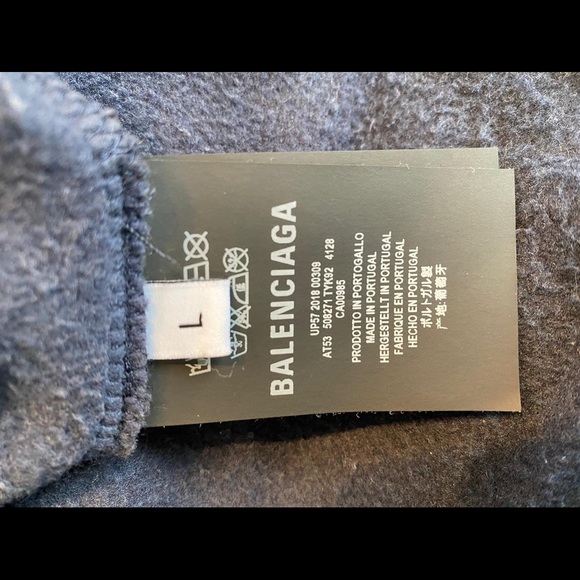 BALENCIAGA
UP57 2018 00309
AT53 508271 TYK92 4128
CA00985
PRODOTTO IN PORTOGALLO
MADE IN PORTUGAL
HERGESTELLT IN PORTUGAL
FABRIQUE EN PORTUGAL
HECHO EN PORTUGAL
ポルトガル製
产地:葡萄牙
L